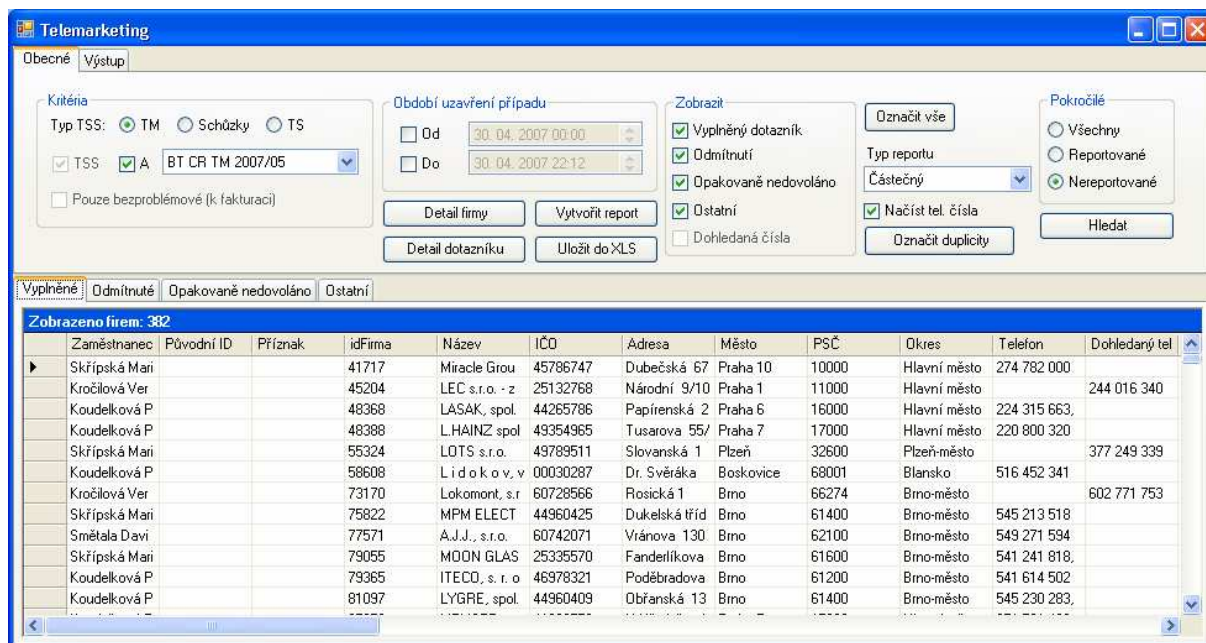 Telemarketing
Obecné Výstup
Kritéria
Typ TSS: TM Schůzky TS
TSS A BT CR TM 2007/05
Pouze bezproblémové (k fakturaci)
Období uzavření případu
Od 30. 04. 2007 00:00
Do 30. 04. 2007 22:12
Detail firmy Vytvořit report
Detail dotazníku Uložit do XLS
Zobrazit
Vyplněný dotazník
Odmítnutí
Opakovaně nedovoláno
Ostatní
Dohledaná čísla
Označit vše
Typ reportu
Částečný
Načíst tel. čísla
Označit duplicity
Pokročilé
Všechny
Reportované
Nereportované
Hledat
Vyplněné Odmítnuté Opakovaně nedovoláno Ostatní
Zobrazeno firem: 382
Zaměstnanec Původní ID Příznak idFirma Název IČO Adresa Město PSČ Okres Telefon Dohledaný tel
Skřípská Mari 41717 Miracle Grou 45786747 Dubečská 67 Praha 10 10000 Hlavní město 274 782 000
Kročilová Ver 45204 LEC s.r.o. - z 25132768 Národní 9/10 Praha 1 11000 Hlavní město 244 016 340
Koudelková P 48368 LASAK, spol. 44265786 Papírenská 2 Praha 6 16000 Hlavní město 224 315 663,
Koudelková P 48388 L.HAINZ spol 49354965 Tusarova 55/ Praha 7 17000 Hlavní město 220 800 320
Skřípská Mari 55324 LOTS s.r.o. 49789511 Slovanská 1 Plzeň 32600 Plzeň-město 377 249 339
Koudelková P 58608 L i d o k o v, v 00030287 Dr. Svěráka Boskovice 68001 Blansko 516 452 341
Kročilová Ver 73170 Lokomont, s.r 60728566 Rosická 1 Brno 66274 Brno-město 602 771 753
Skřípská Mari 75822 MPM ELECT 44960425 Dukelská tříd Brno 61400 Brno-město 545 213 518
Smětala Davi 77571 A.J.J., s.r.o. 60742071 Vránova 130 Brno 62100 Brno-město 549 271 594
Skřípská Mari 79055 MOON GLAS 25335570 Fanderlíkova Brno 61600 Brno-město 541 241 818,
Koudelková P 79365 ITECO, s. r. o 46978321 Poděbradova Brno 61200 Brno-město 541 614 502
Koudelková P 81097 LYGRE, spol. 44960409 Obřanská 13 Brno 61400 Brno-město 545 230 283,